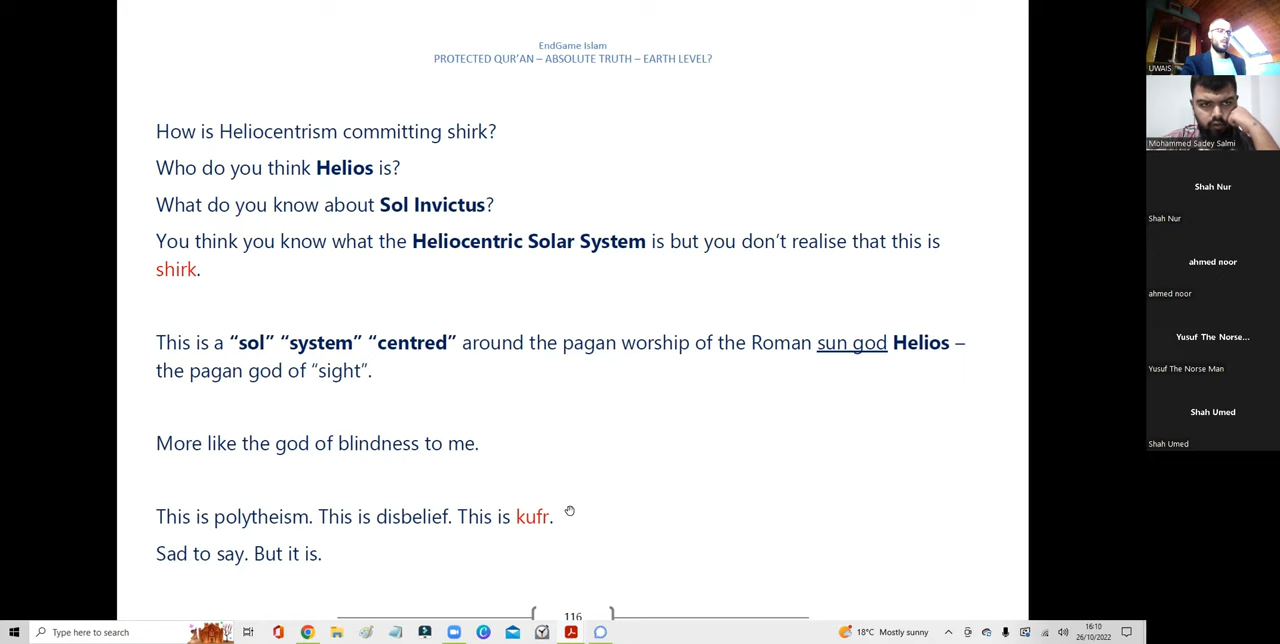 EndGame Islam
PROTECTED QUR’AN – ABSOLUTE TRUTH – EARTH LEVEL?
How is Heliocentrism committing shirk?
Who do you think Helios is?
What do you know about Sol Invictus?
You think you know what the Heliocentric Solar System is but you don’t realise that this is
shirk.
This is a “sol” “system” “centred” around the pagan worship of the Roman sun god Helios –
the pagan god of “sight”.
More like the god of blindness to me.
This is polytheism. This is disbelief. This is kufr.
Sad to say. But it is.
116
UWAIS
Mohammed Sadey Salmi
Shah Nur
Shah Nur
ahmed noor
ahmed noor
Yusuf The Norse...
Yusuf The Norse Man
Shah Umed
Shah Umed
Type here to search
18°C Mostly sunny
16:10
26/10/2022